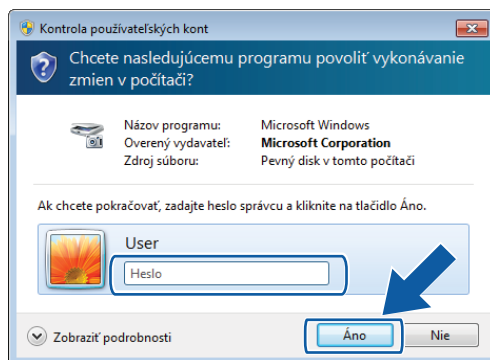 Kontrola používateľských kont
Chcete nasledujúcemu programu povoliť vykonávanie
zmien v počítači?
Názov programu: Microsoft Windows
Overený vydavateľ: Microsoft Corporation
Zdroj súboru: Pevný disk v tomto počítači
Ak chcete pokračovať, zadajte heslo správcu a kliknite na tlačidlo Áno.
User
Heslo
Zobraziť podrobnosti
Áno
Nie